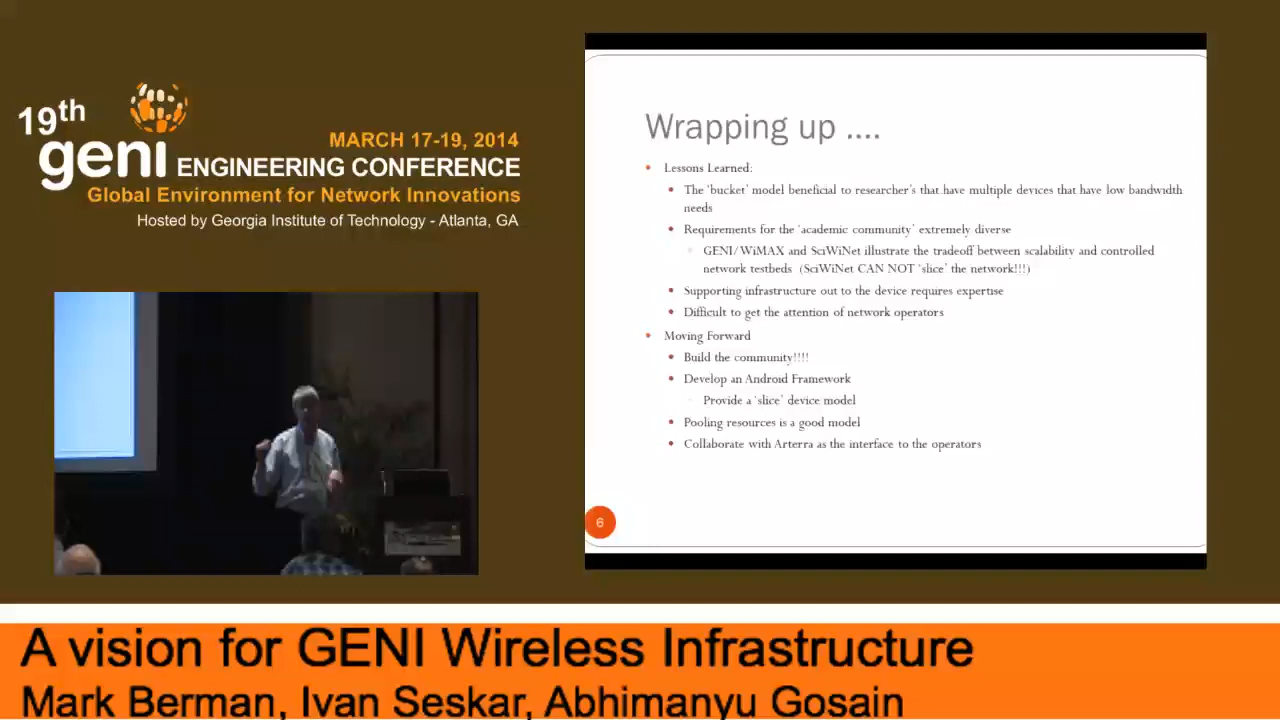 19th
geni ENGINEERING CONFERENCE
MARCH 17-19, 2014
Global Environment for Network Innovations
Hosted by Georgia Institute of Technology - Atlanta, GA
Wrapping up ....
Lessons Learned:
The 'bucket' model beneficial to researcher's that have multiple devices that have low bandwidth
needs
Requirements for the 'academic community' extremely diverse
GENI/WiMAX and SciWiNet illustrate the tradeoff between scalability and controlled
network testbeds (SciWiNet CAN NOT 'slice' the network!!!)
Supporting infrastructure out to the device requires expertise
Difficult to get the attention of network operators
Moving Forward
Build the community!!!!
Develop an Android Framework
Provide a 'slice' device model
Pooling resources is a good model
Collaborate with Arterra as the interface to the operators
6
A vision for GENI Wireless Infrastructure
Mark Berman, Ivan Seskar, Abhimanyu Gosain